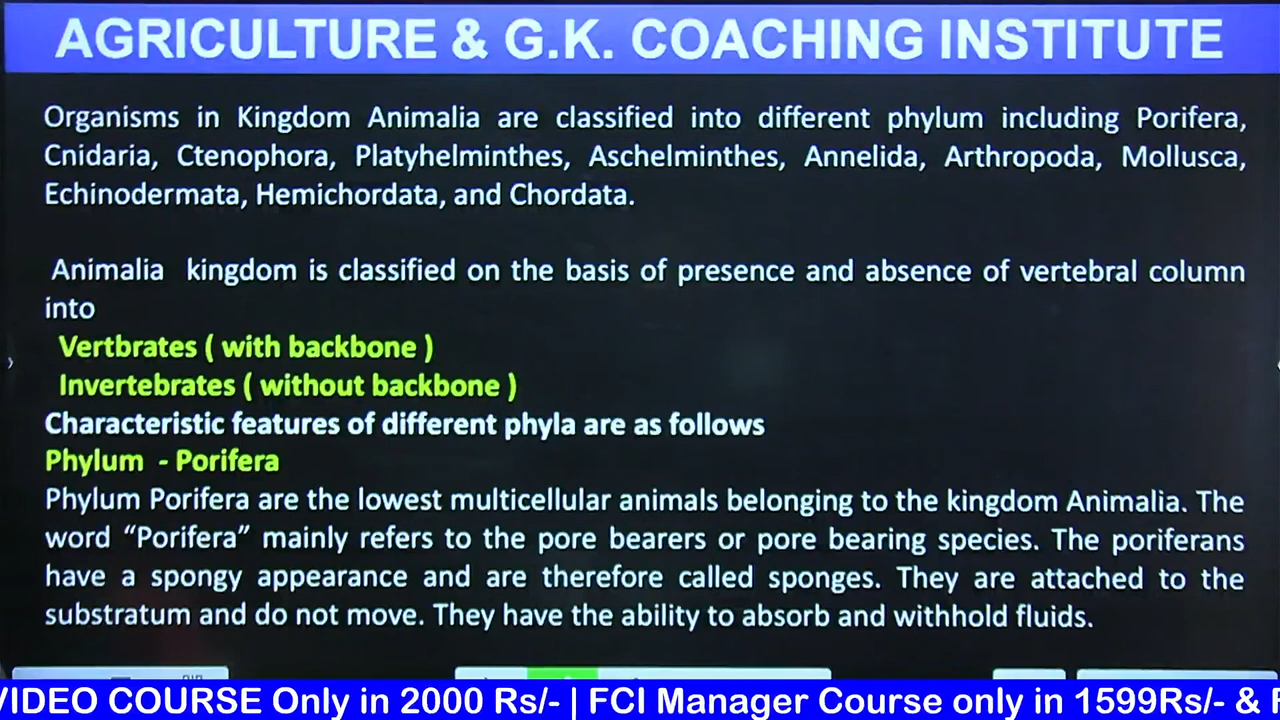 AGRICULTURE & G.K. COACHING INSTITUTE
Organisms in Kingdom Animalia are classified into different phylum including Porifera,
Cnidaria, Ctenophora, Platyhelminthes, Aschelminthes, Annelida, Arthropoda, Mollusca,
Echinodermata, Hemichordata, and Chordata.
Animalia kingdom is classified on the basis of presence and absence of vertebral column
into
Vertbrates ( with backbone )
Invertebrates ( without backbone )
Characteristic features of different phyla are as follows
Phylum - Porifera
Phylum Porifera are the lowest multicellular animals belonging to the kingdom Animalia. The
word “Porifera” mainly refers to the pore bearers or pore bearing species. The poriferans
have a spongy appearance and are therefore called sponges. They are attached to the
substratum and do not move. They have the ability to absorb and withhold fluids.
VIDEO COURSE Only in 2000 Rs/- | FCI Manager Course only in 1599Rs/- &